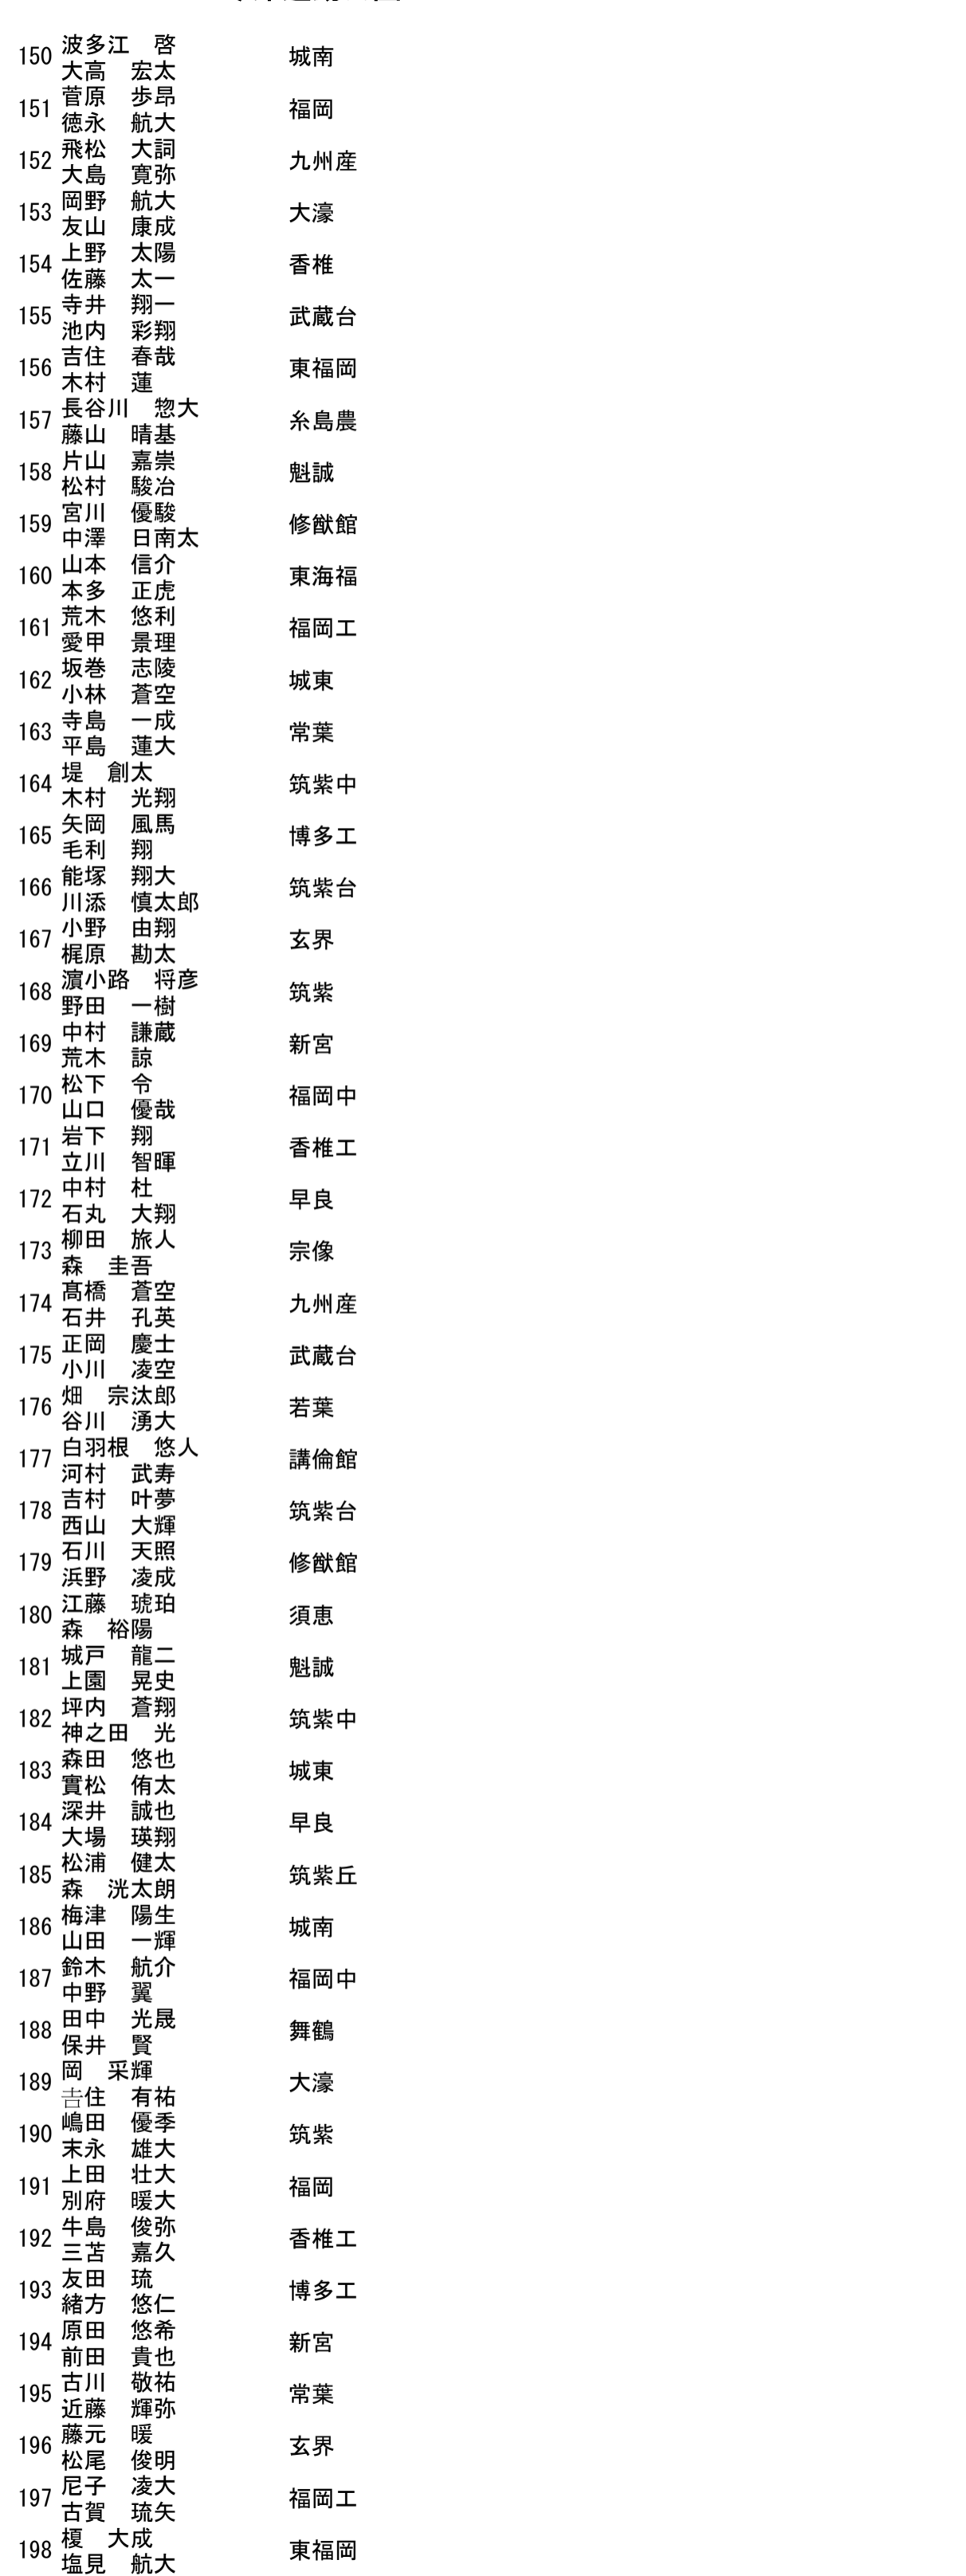 波多江　啓
150 城南
大高　宏太
菅原　歩昂
151 福岡
徳永　航大
飛松　大詞
152 九州産
大島　寛弥
岡野　航大
153 大濠
友山　康成
上野　太陽
154 香椎
佐藤　太一
寺井　翔一
155 武蔵台
池内　彩翔
吉住　春哉
156 東福岡
木村　蓮
長谷川　惣大
157 糸島農
藤山　晴基
片山　嘉崇
158 魁誠
松村　駿冶
宮川　優駿
159 修猷館
中澤　日南太
山本　信介
160 東海福
本多　正虎
荒木　悠利
161 福岡工
愛甲　景理
坂巻　志陵
162 城東
小林　蒼空
寺島　一成
163 常葉
平島　蓮大
堤　創太
164 筑紫中
木村　光翔
矢岡　風馬
165 博多工
毛利　翔
能塚　翔大
166 筑紫台
川添　慎太郎
小野　由翔
167 玄界
梶原　勘太
濵小路　将彦
168 筑紫
野田　一樹
中村　謙蔵
169 新宮
荒木　諒
松下　令
170 福岡中
山口　優哉
岩下　翔
171 香椎工
立川　智暉
中村　杜
172 早良
石丸　大翔
柳田　旅人
173 宗像
森　圭吾
髙橋　蒼空
174 九州産
石井　孔英
正岡　慶士
175 武蔵台
小川　凌空
畑　宗汰郎
176 若葉
谷川　湧大
白羽根　悠人
177 講倫館
河村　武寿
吉村　叶夢
178 筑紫台
西山　大輝
石川　天照
179 修猷館
浜野　凌成
江藤　琥珀
180 須恵
森　裕陽
城戸　龍二
181 魁誠
上園　晃史
坪内　蒼翔
182 筑紫中
神之田　光
森田　悠也
183 城東
實松　侑太
深井　誠也
184 早良
大場　瑛翔
松浦　健太
185 筑紫丘
森　洸太朗
梅津　陽生
186 城南
山田　一輝
鈴木　航介
187 福岡中
中野　翼
田中　光晟
188 舞鶴
保井　賢
岡　采輝
189 大濠
𠮷住　有祐
嶋田　優季
190 筑紫
末永　雄大
上田　壮大
191 福岡
別府　暖大
牛島　俊弥
192 香椎工
三苫　嘉久
友田　琉
193 博多工
緒方　悠仁
原田　悠希
194 新宮
前田　貴也
古川　敬祐
195 常葉
近藤　輝弥
藤元　暖
196 玄界
松尾　俊明
尼子　凌大
197 福岡工
古賀　琉矢
榎　大成
198 東福岡
塩見　航大